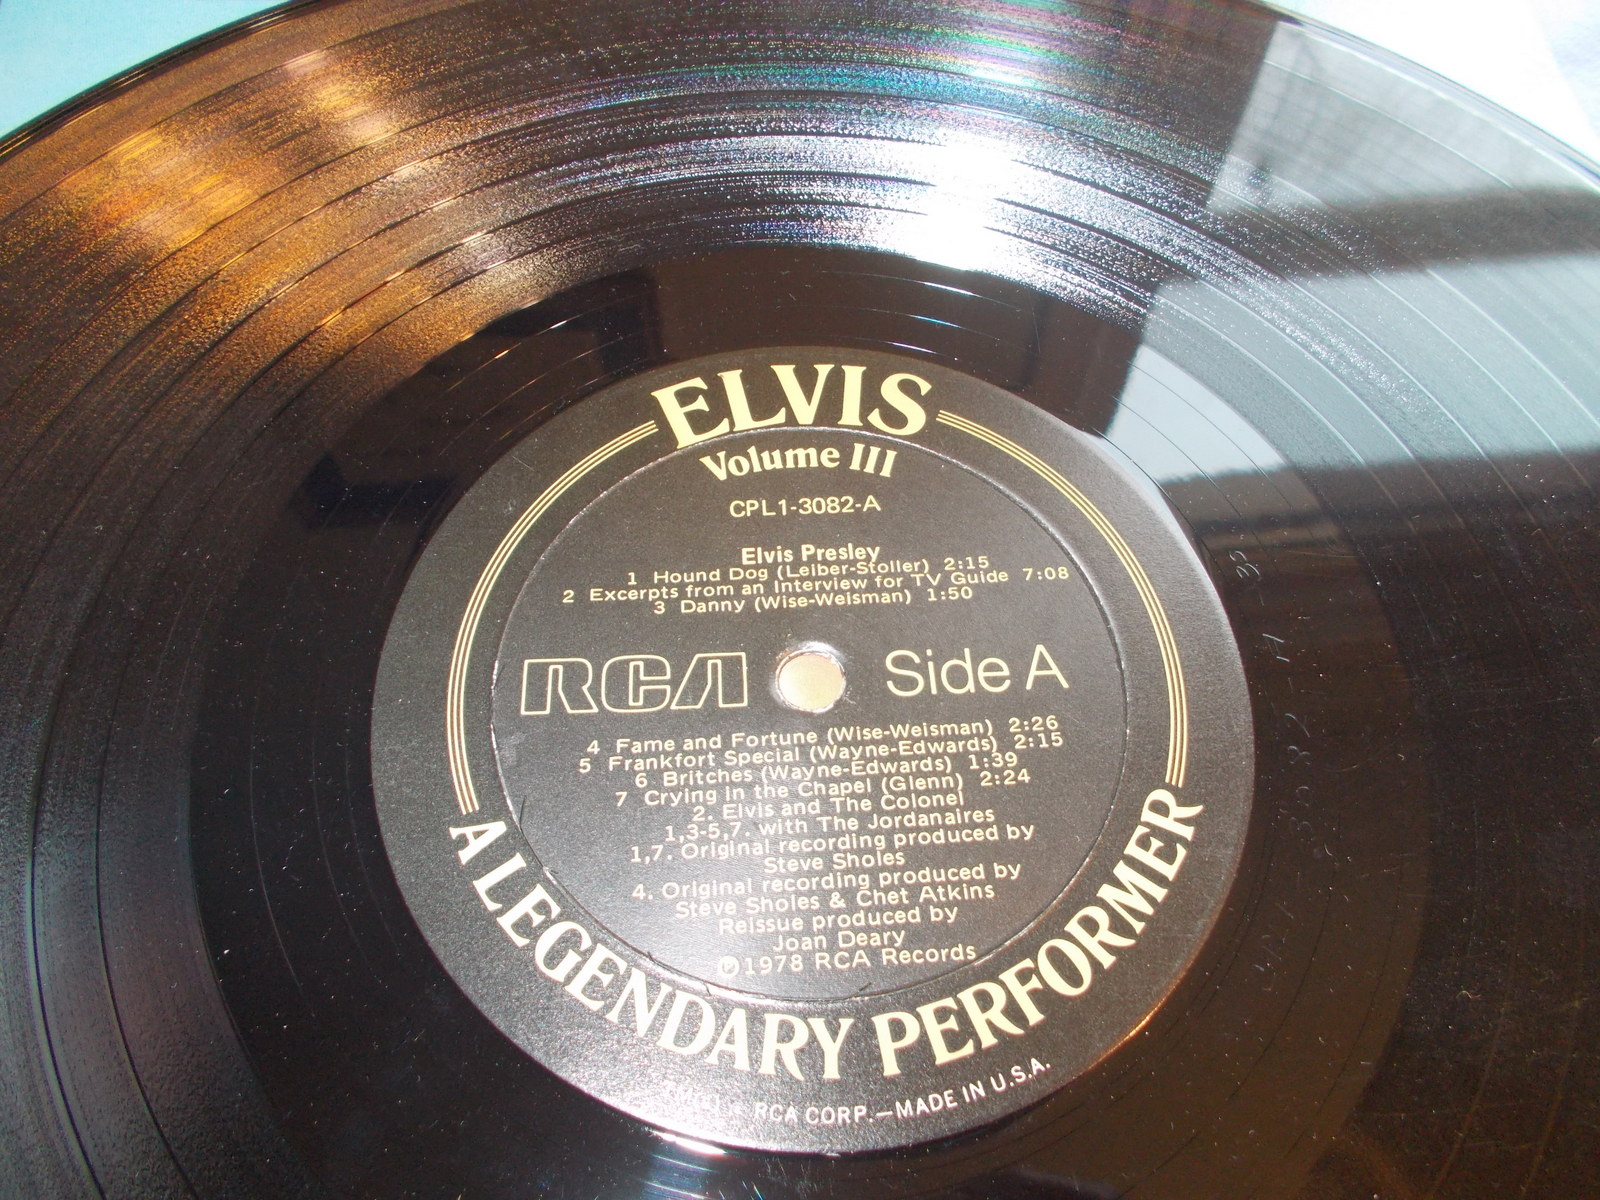 ELVIS
Volume III
CPL1-3082-A
Elvis Presley
1 Hound Dog (Leiber-Stoller) 2:15
2 Excerpts from an Interview for TV Guide 7:08
3 Danny (Wise-Weisman) 1:50
RCA Side A
4 Fame and Fortune (Wise-Weisman) 2:26
5 Frankfort Special (Wayne-Edwards) 2:15
6 Britches (Wayne-Edwards) 1:39
7 Crying in the Chapel (Glenn) 2:24
2. Elvis and The Colonel
1,3-5,7. with The Jordanaires
1,7. Original recording produced by
Steve Sholes
4. Original recording produced by
Steve Sholes & Chet Atkins
Reissue produced by
Joan Deary
℗1978 RCA Records
A LEGENDARY PERFORMER
RCA CORP.—MADE IN U.S.A.